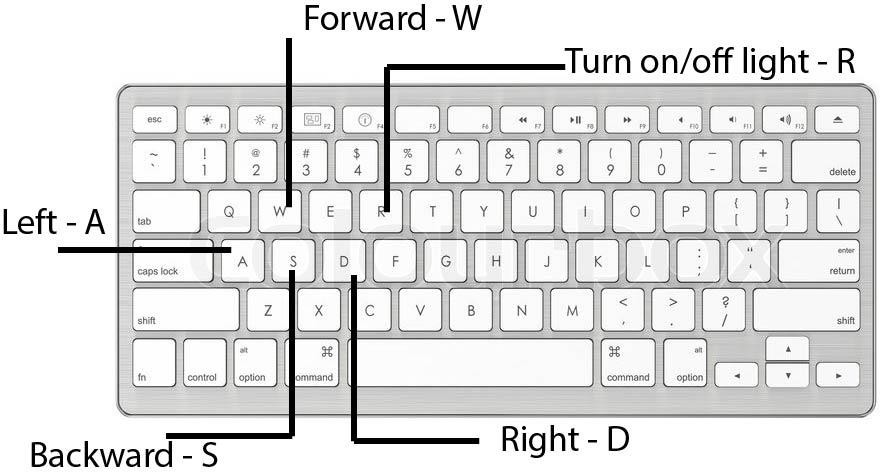 Forward - W
Turn on/off light - R
esc F1 F2 F2 F4 F5 F6 F7 F8 F9 F10 F11 F12
~ ! @ # $ % ^ & * ( ) _ +
` 1 2 3 4 5 6 7 8 9 0 - = delete
tab Q W E R T Y U I O P { [ } ] | \
Left - A
caps lock A S D F G H J K L : ; " ' enter return
shift Z X C V B N M < , > . ? / shift
fn control alt option ⌘ command ⌘ command alt option
Backward - S
Right - D
colourbox